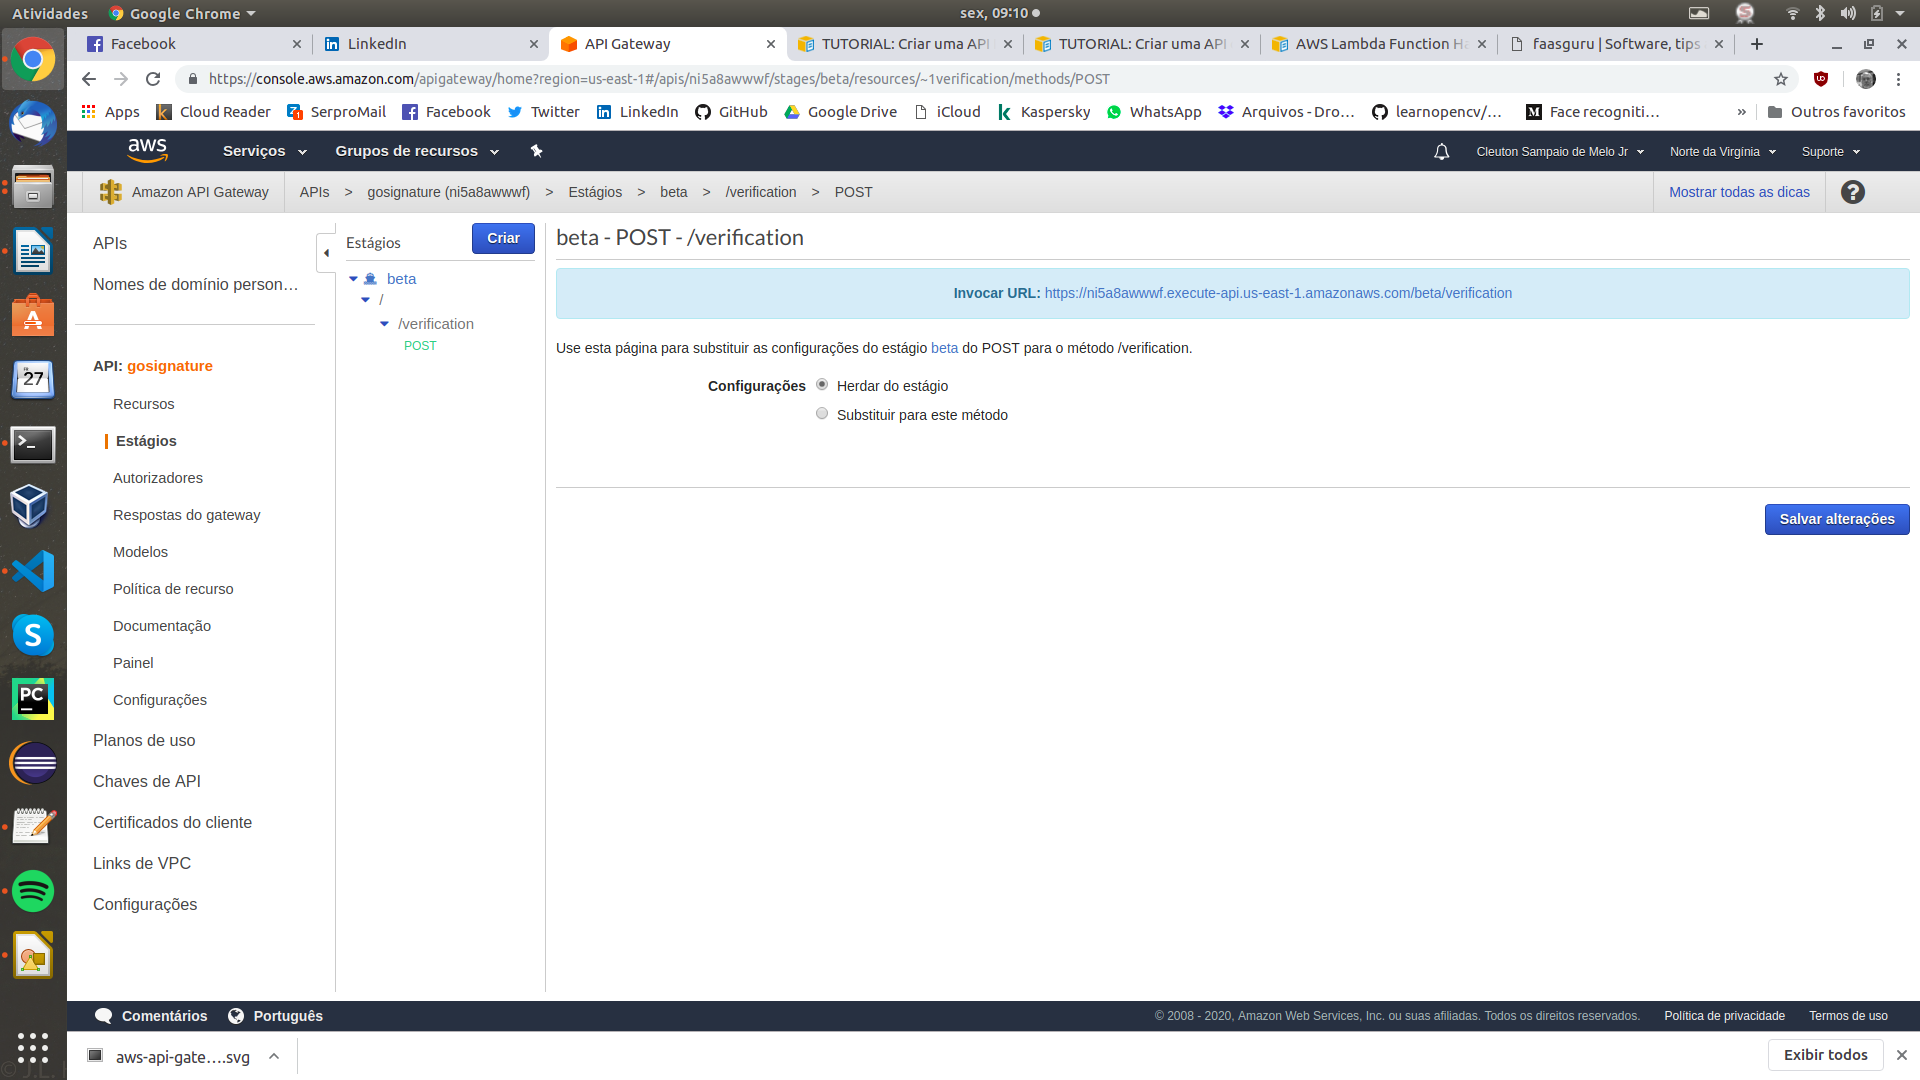 Atividades
Google Chrome
sex, 09:10
Facebook
LinkedIn
API Gateway
TUTORIAL: Criar uma API
TUTORIAL: Criar uma API
AWS Lambda Function Ha
faasguru | Software, tips
https://console.aws.amazon.com/apigateway/home?region=us-east-1#/apis/ni5a8awwwf/stages/beta/resources/~1verification/methods/POST
Apps
Cloud Reader
SerproMail
Facebook
Twitter
LinkedIn
GitHub
Google Drive
iCloud
Kaspersky
WhatsApp
Arquivos - Dro…
learnopencv/…
Face recogniti…
»
Outros favoritos
aws
Serviços
Grupos de recursos
Cleuton Sampaio de Melo Jr
Norte da Virgínia
Suporte
Amazon API Gateway
APIs > gosignature (ni5a8awwwf) > Estágios > beta > /verification > POST
Mostrar todas as dicas
APIs
Nomes de domínio person…
API: gosignature
Recursos
Estágios
Autorizadores
Respostas do gateway
Modelos
Política de recurso
Documentação
Painel
Configurações
Planos de uso
Chaves de API
Certificados do cliente
Links de VPC
Configurações
Estágios
Criar
beta
/
/verification
POST
beta - POST - /verification
Invocar URL: https://ni5a8awwwf.execute-api.us-east-1.amazonaws.com/beta/verification
Use esta página para substituir as configurações do estágio beta do POST para o método /verification.
Configurações
Herdar do estágio
Substituir para este método
Salvar alterações
Comentários
Português
© 2008 - 2020, Amazon Web Services, Inc. ou suas afiliadas. Todos os direitos reservados.
Política de privacidade
Termos de uso
aws-api-gate….svg
Exibir todos
27
PC